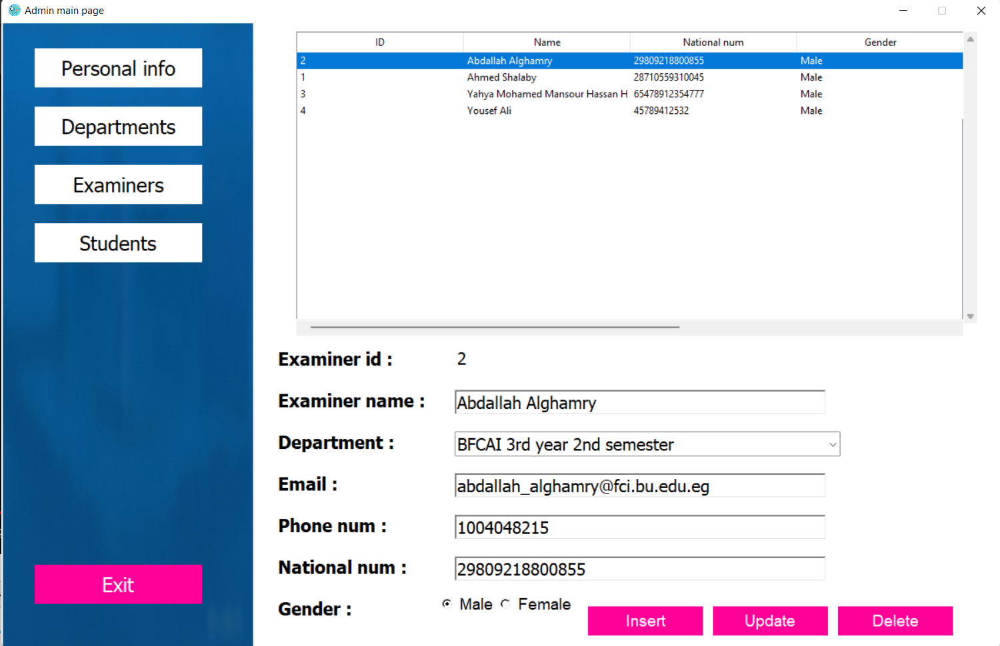 Admin main page
Personal info
Departments
Examiners
Students
Exit
ID Name National num Gender
2 Abdallah Alghamry 29809218800855 Male
1 Ahmed Shalaby 28710559310045 Male
3 Yahya Mohamed Mansour Hassan H 65478912354777 Male
4 Yousef Ali 45789412532 Male
Examiner id : 2
Examiner name : Abdallah Alghamry
Department : BFCAI 3rd year 2nd semester
Email : abdallah_alghamry@fci.bu.edu.eg
Phone num : 1004048215
National num : 29809218800855
Gender : Male Female
Insert Update Delete